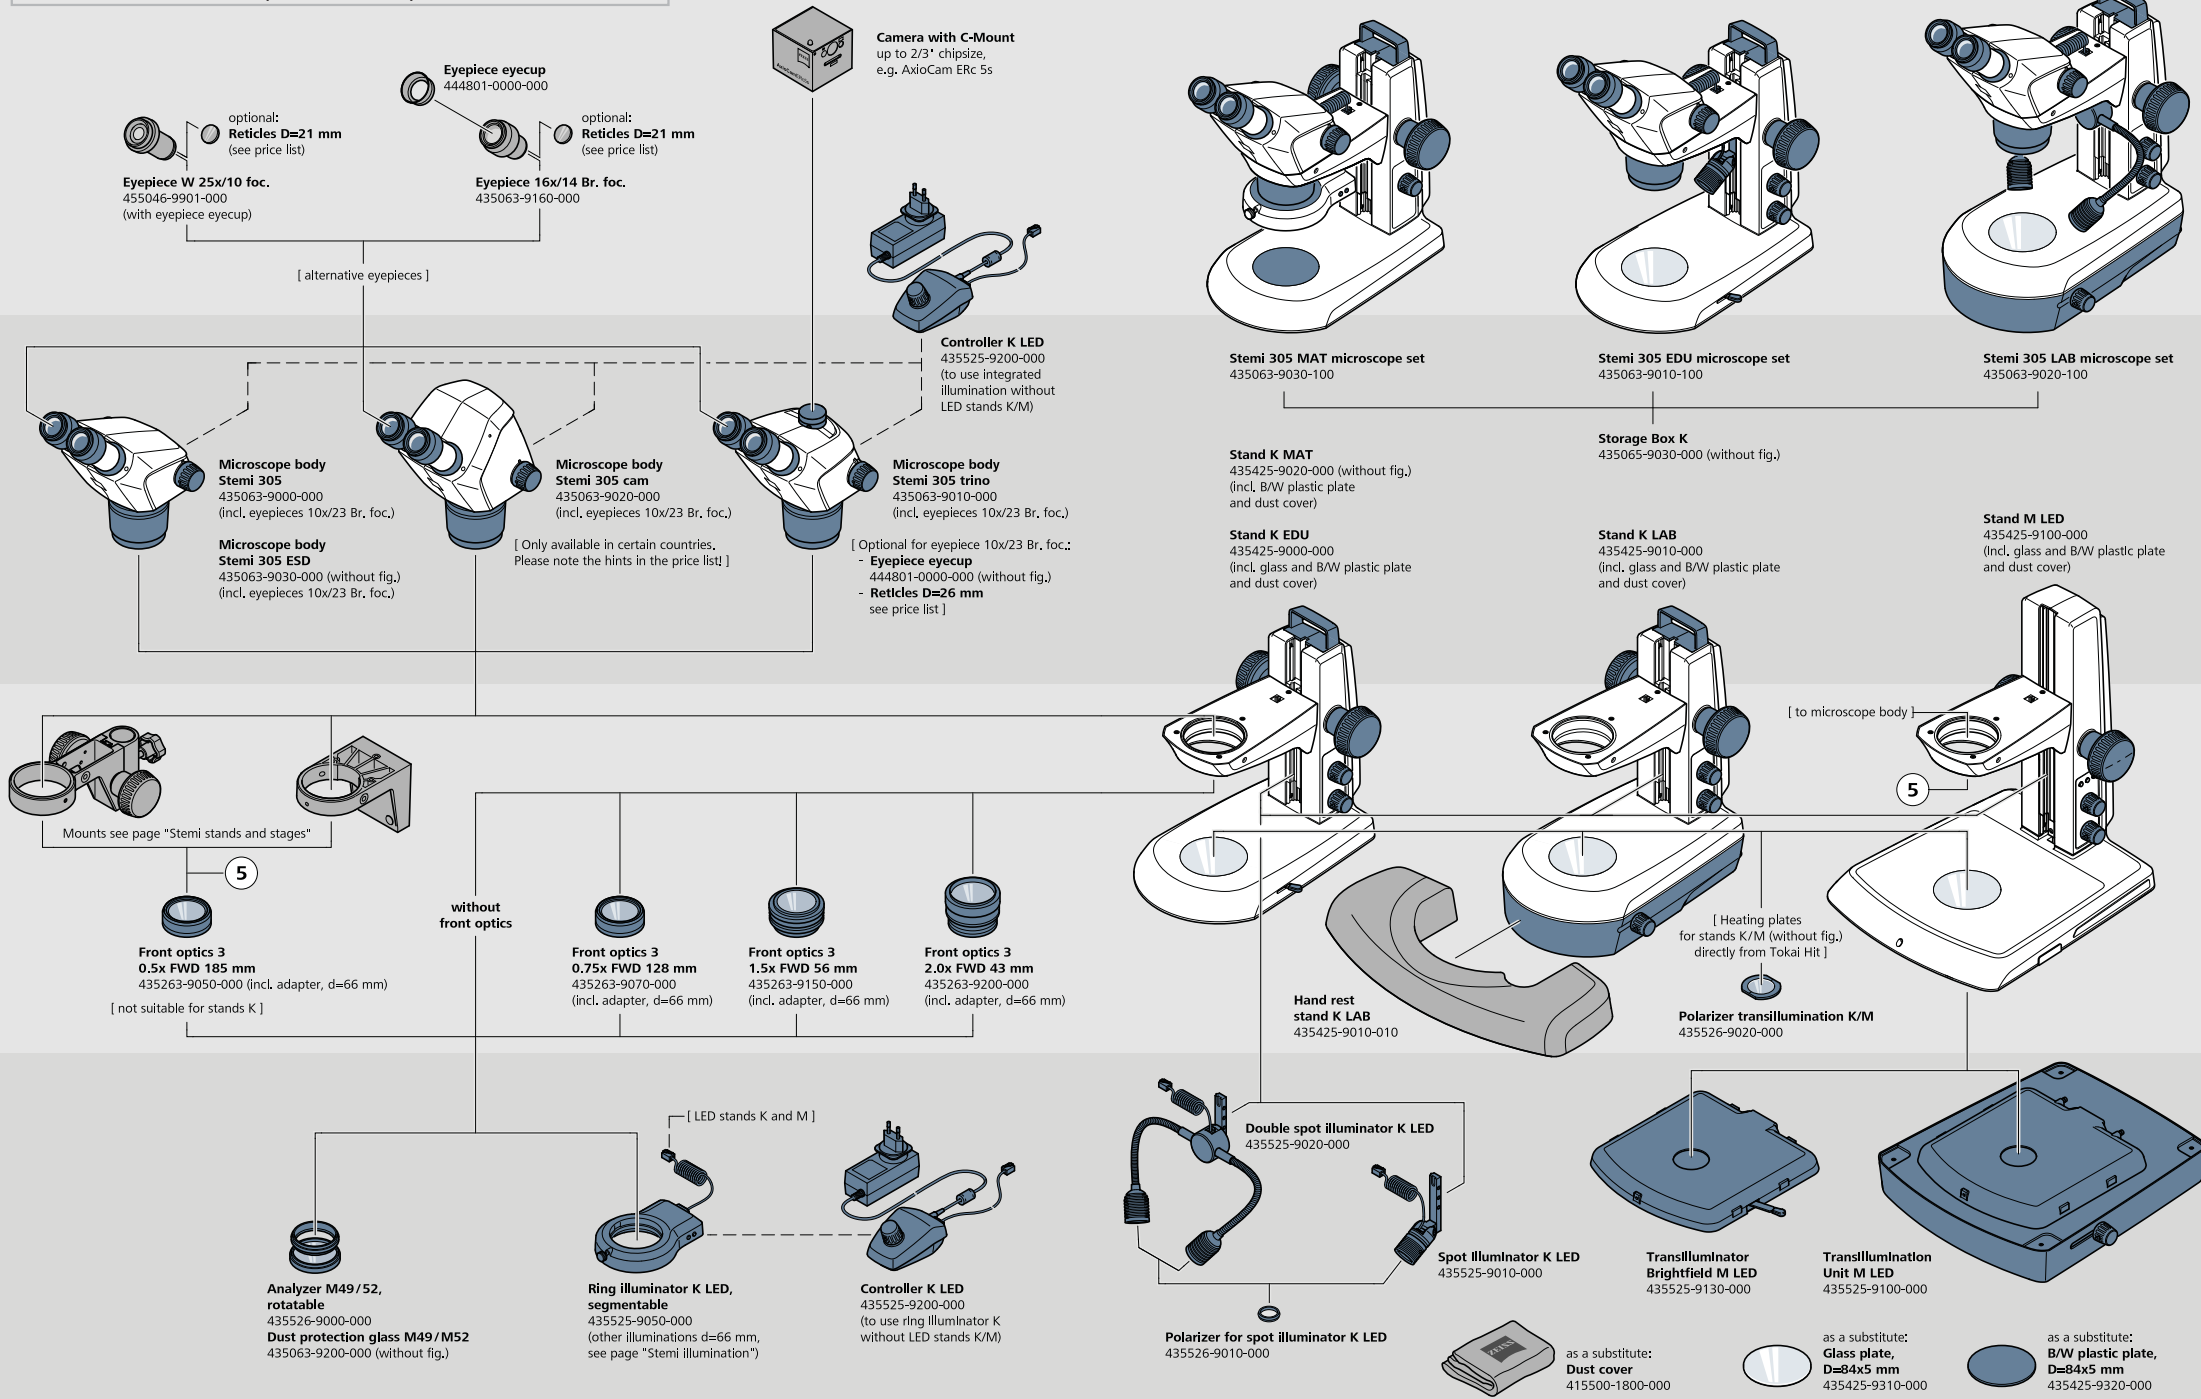 Camera with C-Mount
up to 2/3" chipsize,
e.g. AxioCam ERc 5s
Eyepiece eyecup
444801-0000-000
optional:
Reticles D=21 mm
(see price list)
optional:
Reticles D=21 mm
(see price list)
Eyepiece W 25x/10 foc.
455046-9901-000
(with eyepiece eyecup)
Eyepiece 16x/14 Br. foc.
435063-9160-000
[ alternative eyepieces ]
Controller K LED
435525-9200-000
(to use integrated
illumination without
LED stands K/M)
Stemi 305 MAT microscope set
435063-9030-100
Stemi 305 EDU microscope set
435063-9010-100
Stemi 305 LAB microscope set
435063-9020-100
Storage Box K
435065-9030-000 (without fig.)
Microscope body
Stemi 305
435063-9000-000
(incl. eyepieces 10x/23 Br. foc.)
Microscope body
Stemi 305 ESD
435063-9030-000 (without fig.)
(incl. eyepieces 10x/23 Br. foc.)
Microscope body
Stemi 305 cam
435063-9020-000
(incl. eyepieces 10x/23 Br. foc.)
[ Only available in certain countries.
Please note the hints in the price list! ]
Microscope body
Stemi 305 trino
435063-9010-000
(incl. eyepieces 10x/23 Br. foc.)
[ Optional for eyepiece 10x/23 Br. foc.:
- Eyepiece eyecup
444801-0000-000 (without fig.)
- Reticles D=26 mm
see price list ]
Stand K MAT
435425-9020-000 (without fig.)
(incl. B/W plastic plate
and dust cover)
Stand K EDU
435425-9000-000
(incl. glass and B/W plastic plate
and dust cover)
Stand K LAB
435425-9010-000
(incl. glass and B/W plastic plate
and dust cover)
Stand M LED
435425-9100-000
(incl. glass and B/W plastic plate
and dust cover)
[ to microscope body ]
5
Mounts see page "Stemi stands and stages"
5
without
front optics
Front optics 3
0.5x FWD 185 mm
435263-9050-000 (incl. adapter, d=66 mm)
[ not suitable for stands K ]
Front optics 3
0.75x FWD 128 mm
435263-9070-000
(incl. adapter, d=66 mm)
Front optics 3
1.5x FWD 56 mm
435263-9150-000
(incl. adapter, d=66 mm)
Front optics 3
2.0x FWD 43 mm
435263-9200-000
(incl. adapter, d=66 mm)
Hand rest
stand K LAB
435425-9010-010
[ Heating plates
for stands K/M (without fig.)
directly from Tokai Hit ]
Polarizer transillumination K/M
435526-9020-000
[ LED stands K and M ]
Analyzer M49/52,
rotatable
435526-9000-000
Dust protection glass M49/M52
435063-9200-000 (without fig.)
Ring illuminator K LED,
segmentable
435525-9050-000
(other illuminations d=66 mm,
see page "Stemi illumination")
Controller K LED
435525-9200-000
(to use ring illuminator K
without LED stands K/M)
Double spot illuminator K LED
435525-9020-000
Spot illuminator K LED
435525-9010-000
Polarizer for spot illuminator K LED
435526-9010-000
Transilluminator
Brightfield M LED
435525-9130-000
Transillumination
Unit M LED
435525-9100-000
ZEISS
as a substitute:
Dust cover
415500-1800-000
as a substitute:
Glass plate,
D=84x5 mm
435425-9310-000
as a substitute:
B/W plastic plate,
D=84x5 mm
435425-9320-000